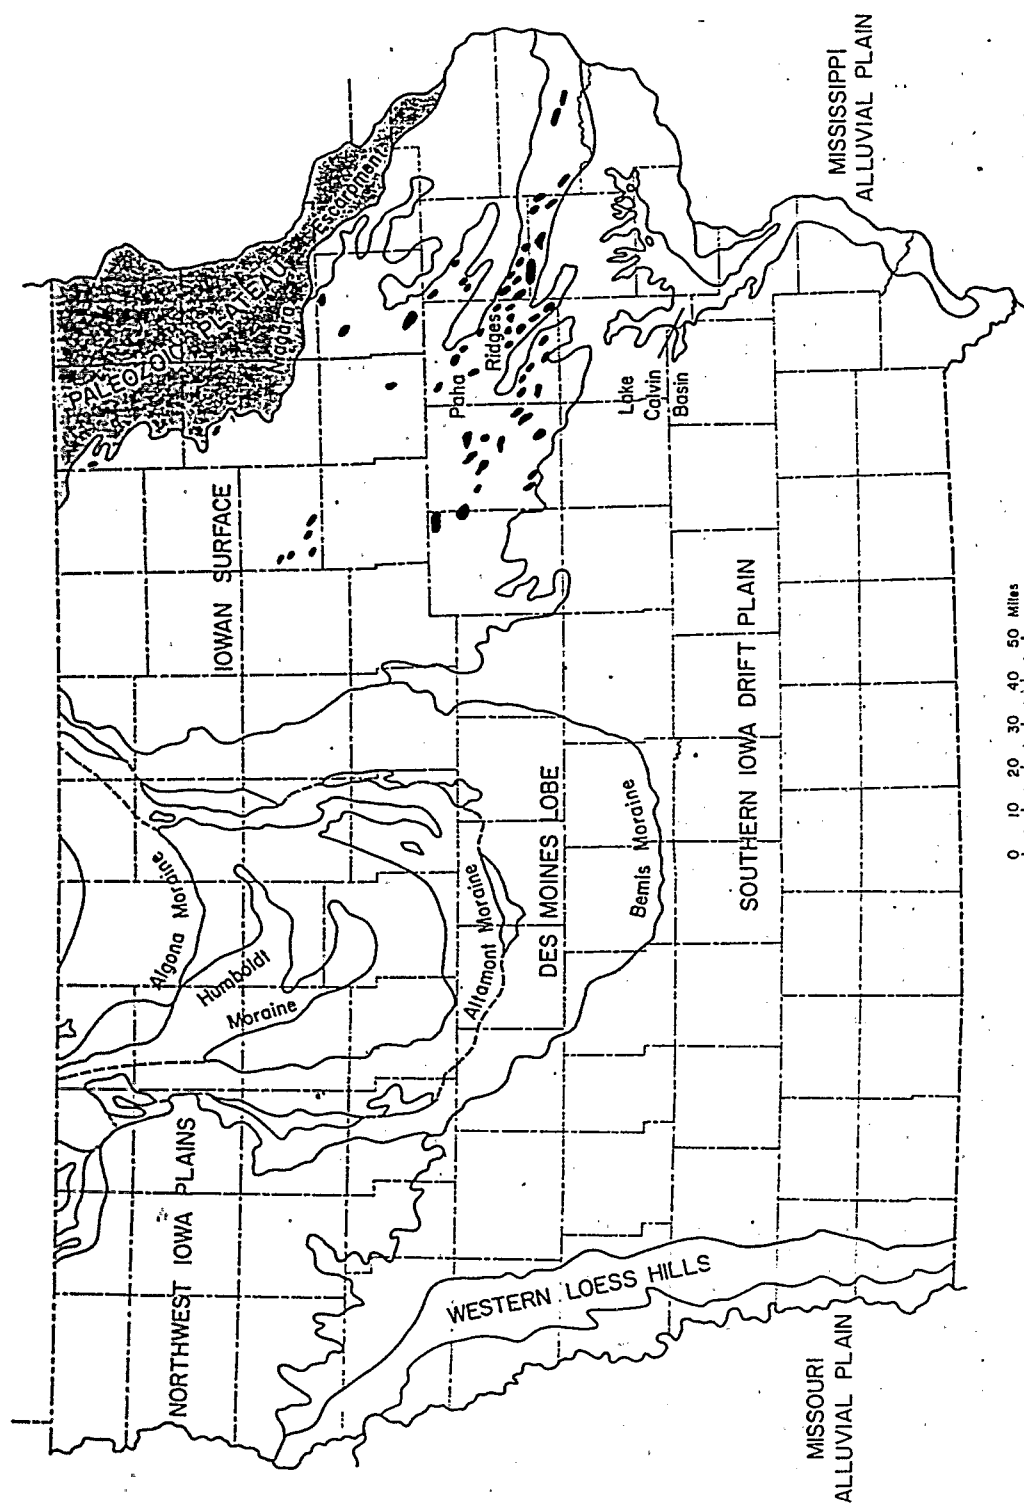 PALEOZOIC PLATEAU
Niagara
Escarpment
IOWAN SURFACE
NORTHWEST IOWA PLAINS
Algona Moraine
Humboldt
Moraine
Altamont Moraine
DES MOINES LOBE
Bemis Moraine
Paha
Ridges
Lake
Calvin
Basin
SOUTHERN IOWA DRIFT PLAIN
WESTERN LOESS HILLS
MISSOURI
ALLUVIAL PLAIN
MISSISSIPPI
ALLUVIAL PLAIN
0 10 20 30 40 50 Miles